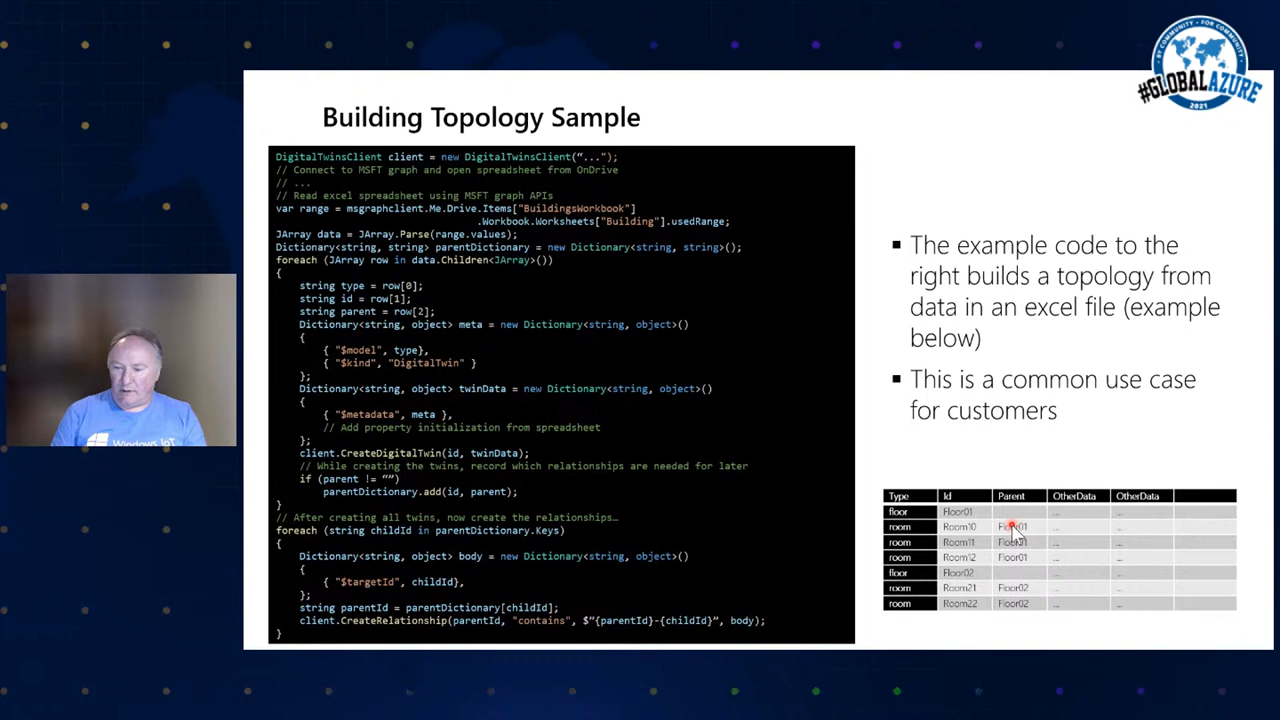 BY COMMUNITY · FOR COMMUNITY
#GLOBALAZURE
2021
Building Topology Sample
DigitalTwinsClient client = new DigitalTwinsClient("...");
// Connect to MSFT graph and open spreadsheet from OnDrive
// ...
// Read excel spreadsheet using MSFT graph APIs
var range = msgraphclient.Me.Drive.Items["BuildingsWorkbook"]
.Workbook.Worksheets["Building"].usedRange;
JArray data = JArray.Parse(range.values);
Dictionary<string, string> parentDictionary = new Dictionary<string, string>();
foreach (JArray row in data.Children<JArray>())
{
string type = row[0];
string id = row[1];
string parent = row[2];
Dictionary<string, object> meta = new Dictionary<string, object>()
{
{ "$model", type},
{ "$kind", "DigitalTwin" }
};
Dictionary<string, object> twinData = new Dictionary<string, object>()
{
{ "$metadata", meta },
// Add property initialization from spreadsheet
};
client.CreateDigitalTwin(id, twinData);
// While creating the twins, record which relationships are needed for later
if (parent != “”)
parentDictionary.add(id, parent);
}
// After creating all twins, now create the relationships…
foreach (string childId in parentDictionary.Keys)
{
Dictionary<string, object> body = new Dictionary<string, object>()
{
{ "$targetId", childId},
};
string parentId = parentDictionary[childId];
client.CreateRelationship(parentId, "contains", $”{parentId}-{childId}”, body);
}
▪ The example code to the
right builds a topology from
data in an excel file (example
below)
▪ This is a common use case
for customers
Type Id Parent OtherData OtherData
floor Floor01 ... ...
room Room10 Floor01 ... ...
room Room11 Floor01 ... ...
room Room12 Floor01 ... ...
floor Floor02 ... ...
room Room21 Floor02 ... ...
room Room22 Floor02 ... ...
Windows IoT